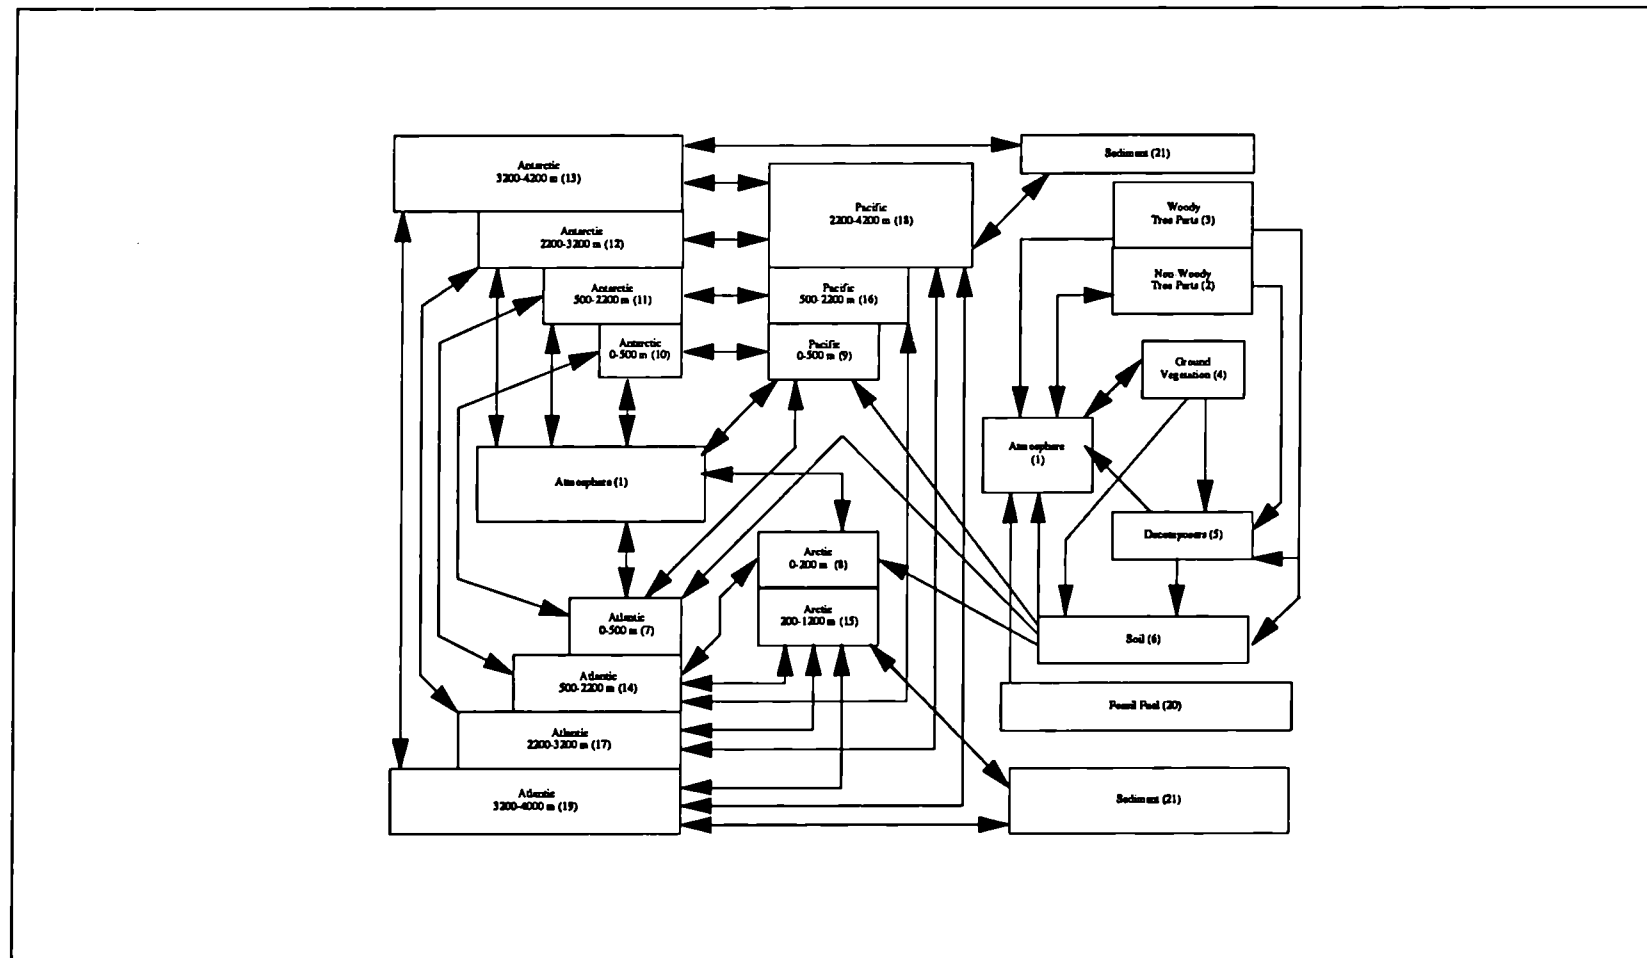 Antarctic
3200-4200 m (13)
Sediment (21)
Pacific
2200-4200 m (18)
Woody
Tree Parts (3)
Antarctic
2200-3200 m (12)
Non-Woody
Tree Parts (2)
Antarctic
500-2200 m (11)
Pacific
500-2200 m (16)
Antarctic
0-500 m (10)
Pacific
0-500 m (9)
Ground
Vegetation (4)
Atmosphere
(1)
Atmosphere (1)
Decomposers (5)
Arctic
0-200 m (8)
Arctic
200-1200 m (15)
Atlantic
0-500 m (7)
Soil (6)
Atlantic
500-2200 m (14)
Fossil Fuel (20)
Atlantic
2200-3200 m (17)
Atlantic
3200-4000 m (19)
Sediment (21)